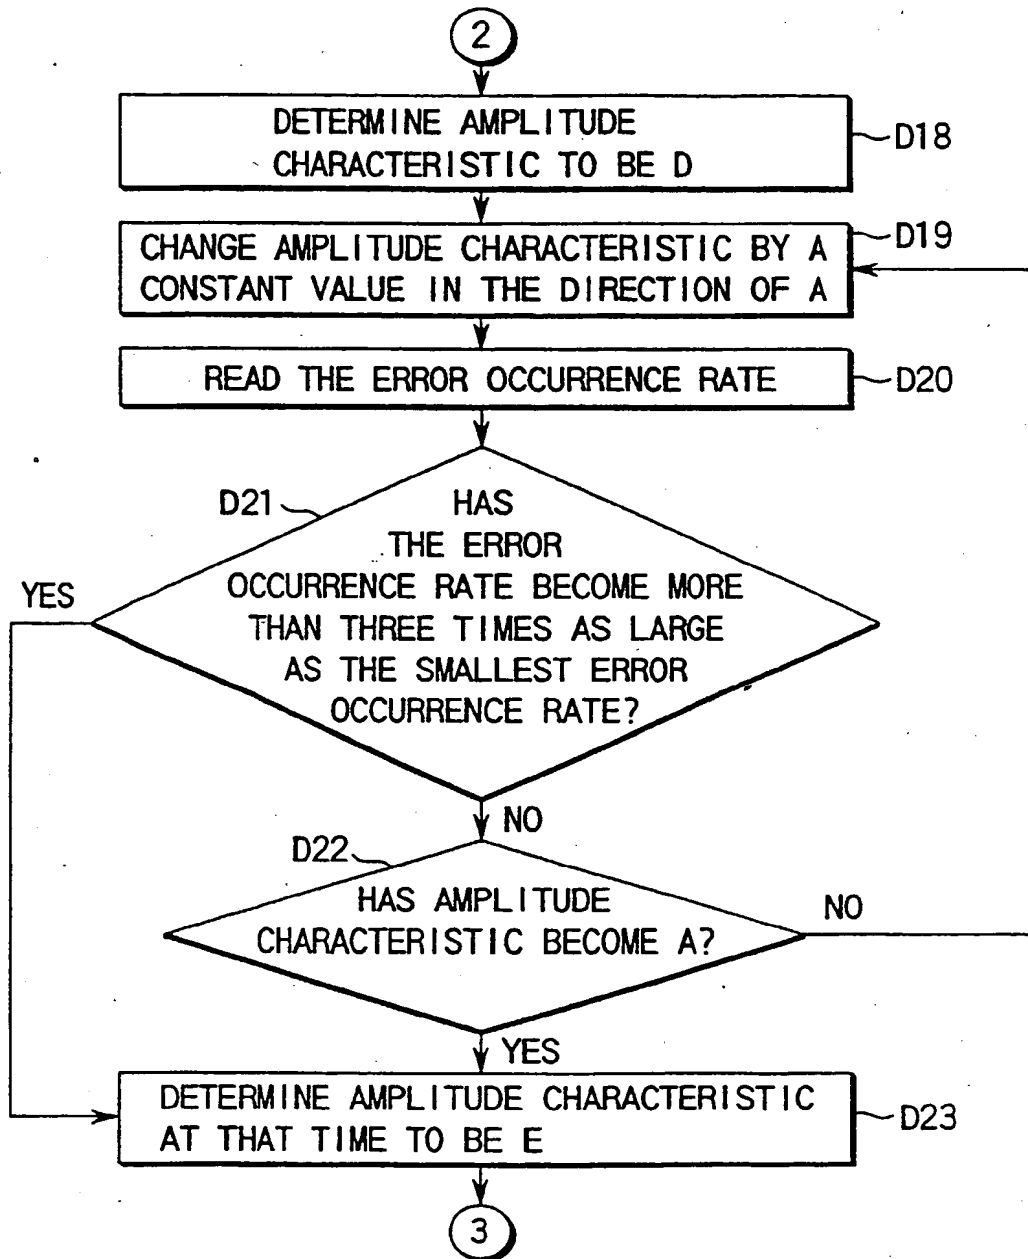 2
DETERMINE AMPLITUDE
CHARACTERISTIC TO BE D
D18
CHANGE AMPLITUDE CHARACTERISTIC BY A
CONSTANT VALUE IN THE DIRECTION OF A
D19
READ THE ERROR OCCURRENCE RATE
D20
D21
HAS
THE ERROR
OCCURRENCE RATE BECOME MORE
THAN THREE TIMES AS LARGE
AS THE SMALLEST ERROR
OCCURRENCE RATE?
YES
NO
D22
HAS AMPLITUDE
CHARACTERISTIC BECOME A?
NO
YES
DETERMINE AMPLITUDE CHARACTERISTIC
AT THAT TIME TO BE E
D23
3